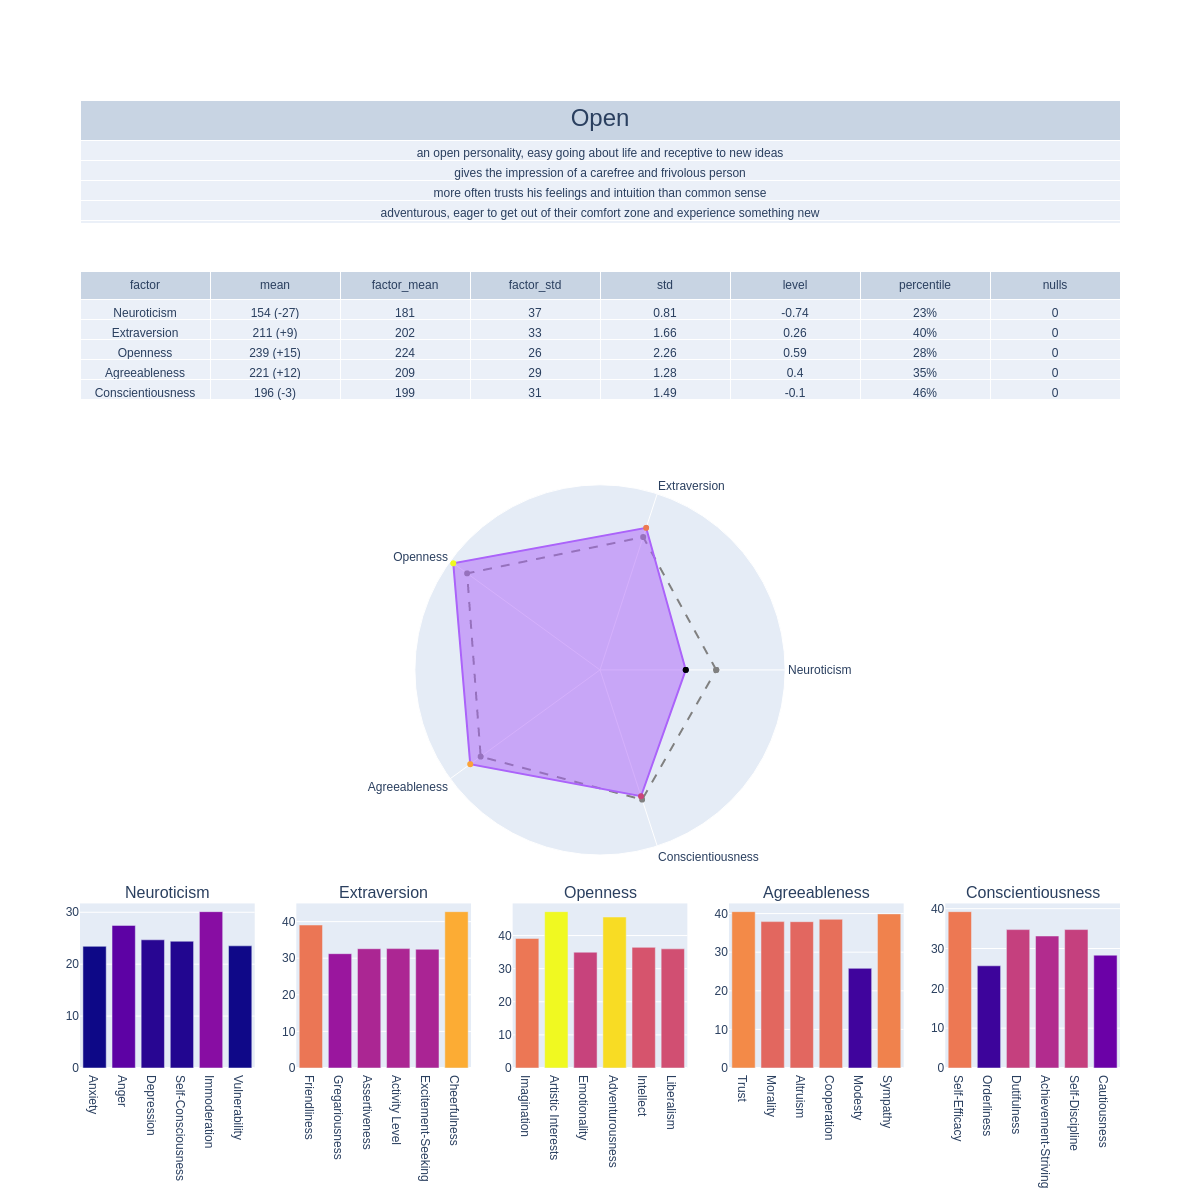 Open
an open personality, easy going about life and receptive to new ideas
gives the impression of a carefree and frivolous person
more often trusts his feelings and intuition than common sense
adventurous, eager to get out of their comfort zone and experience something new
factor mean factor_mean factor_std std level percentile nulls
Neuroticism 154 (-27) 181 37 0.81 -0.74 23% 0
Extraversion 211 (+9) 202 33 1.66 0.26 40% 0
Openness 239 (+15) 224 26 2.26 0.59 28% 0
Agreeableness 221 (+12) 209 29 1.28 0.4 35% 0
Conscientiousness 196 (-3) 199 31 1.49 -0.1 46% 0
Extraversion
Openness
Neuroticism
Agreeableness
Conscientiousness
Neuroticism
30
20
10
0
Anxiety
Anger
Depression
Self-Consciousness
Immoderation
Vulnerability
Extraversion
40
30
20
10
0
Friendliness
Gregariousness
Assertiveness
Activity Level
Excitement-Seeking
Cheerfulness
Openness
40
30
20
10
0
Imagination
Artistic Interests
Emotionality
Adventurousness
Intellect
Liberalism
Agreeableness
40
30
20
10
0
Trust
Morality
Altruism
Cooperation
Modesty
Sympathy
Conscientiousness
40
30
20
10
0
Self-Efficacy
Orderliness
Dutifulness
Achievement-Striving
Self-Discipline
Cautiousness